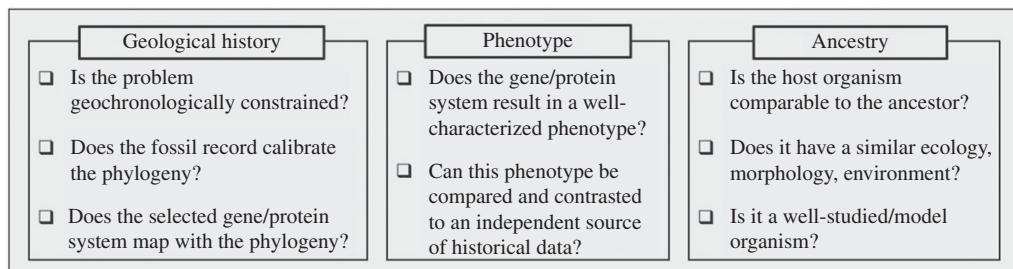 Geological history
❑ Is the problem
geochronologically constrained?
❑ Does the fossil record calibrate
the phylogeny?
❑ Does the selected gene/protein
system map with the phylogeny?
Phenotype
❑ Does the gene/protein
system result in a well-
characterized phenotype?
❑ Can this phenotype be
compared and contrasted
to an independent source
of historical data?
Ancestry
❑ Is the host organism
comparable to the ancestor?
❑ Does it have a similar ecology,
morphology, environment?
❑ Is it a well-studied/model
organism?